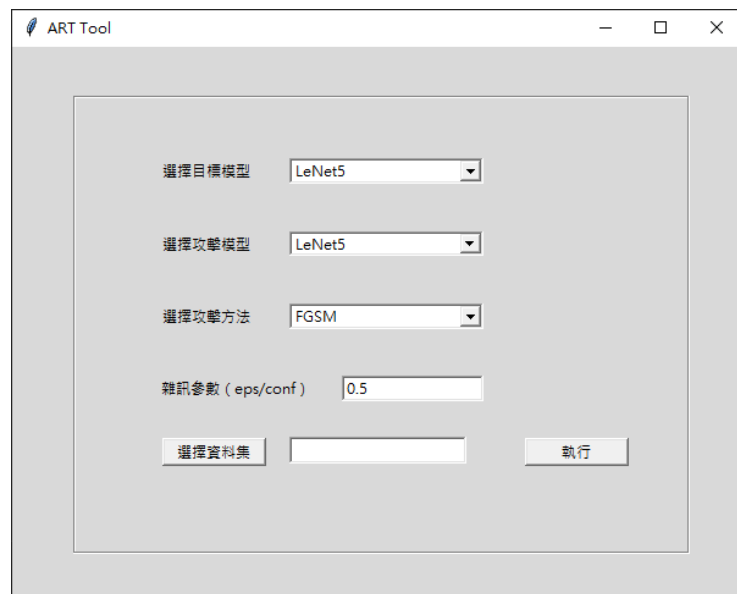 ART Tool
選擇目標模型 LeNet5
選擇攻擊模型 LeNet5
選擇攻擊方法 FGSM
雜訊參數 ( eps/conf ) 0.5
選擇資料集 執行